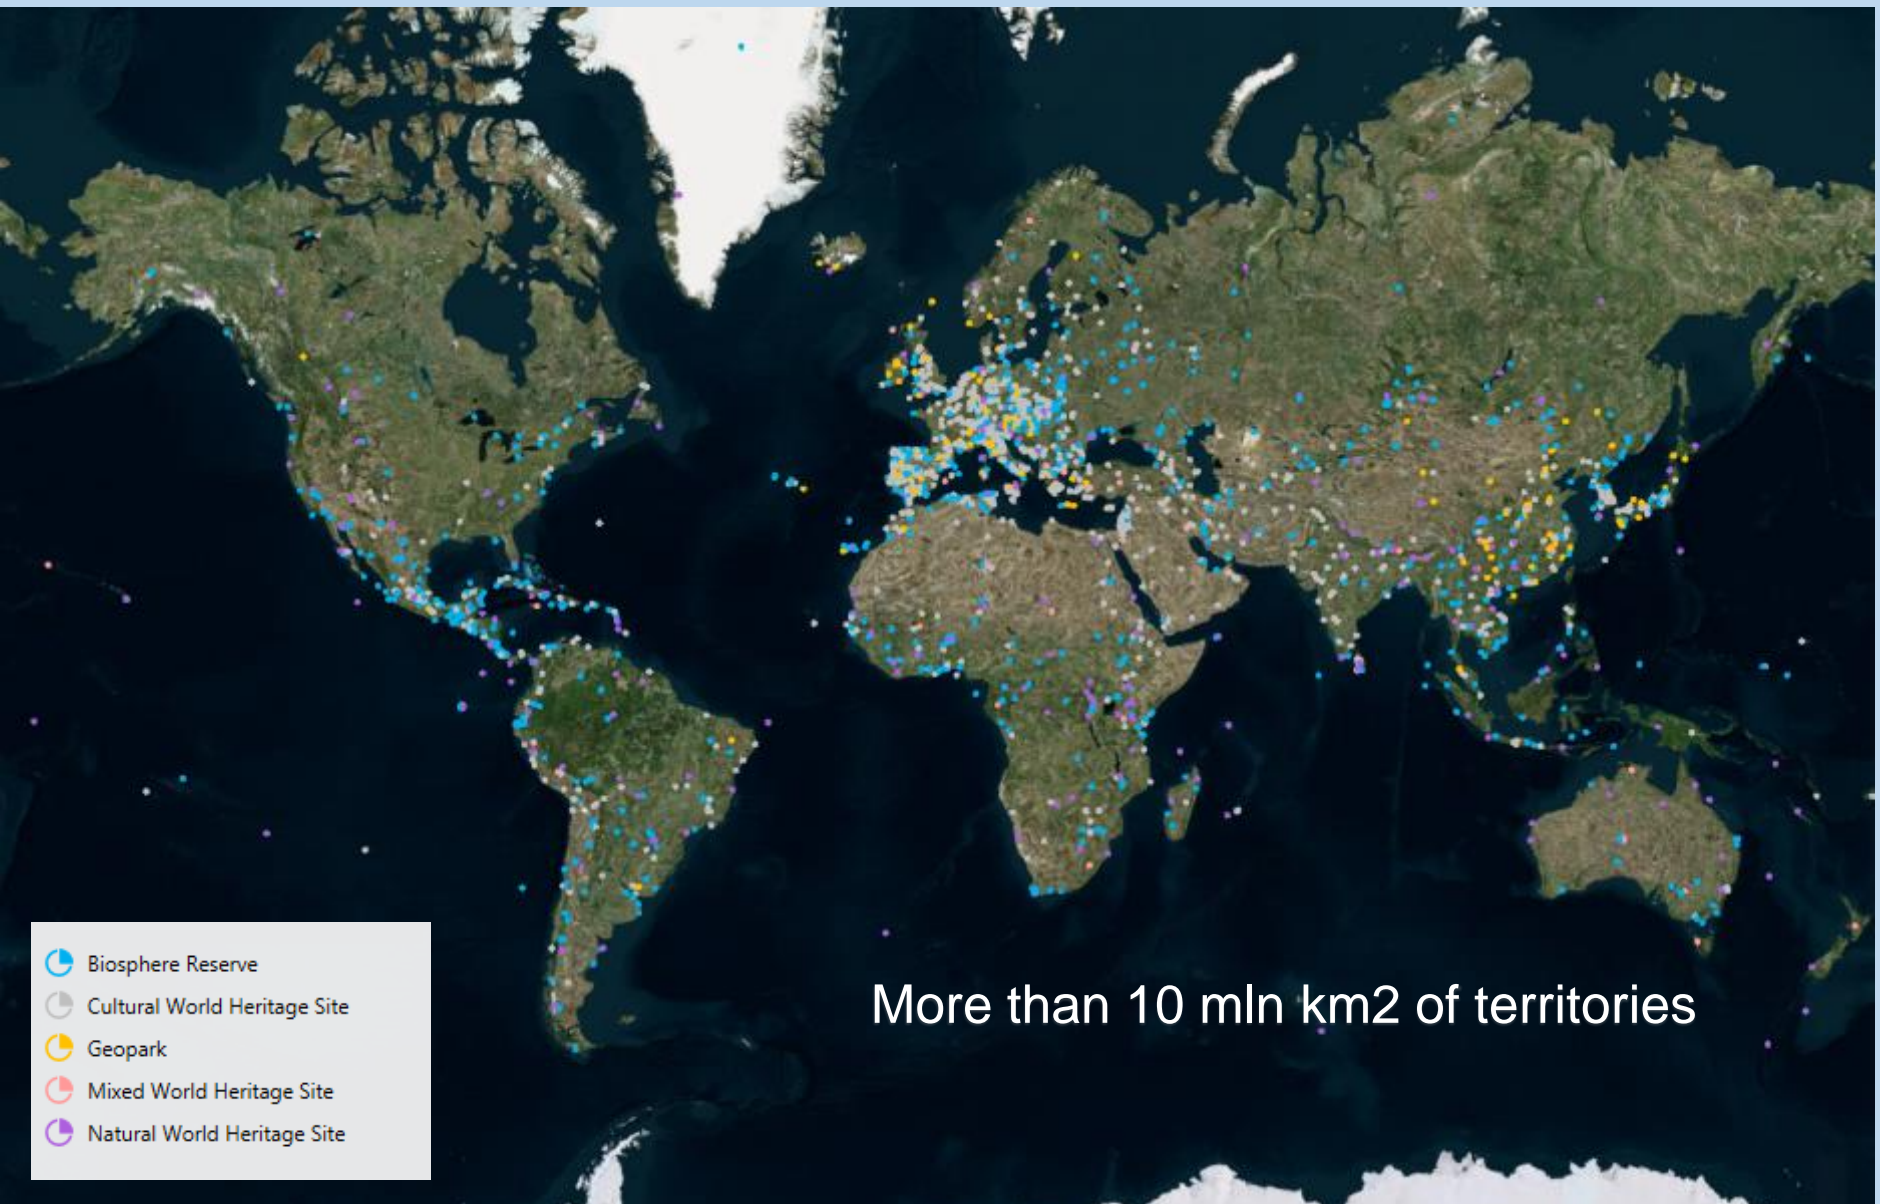 Biosphere Reserve
Cultural World Heritage Site
Geopark
Mixed World Heritage Site
Natural World Heritage Site
More than 10 mln km2 of territories